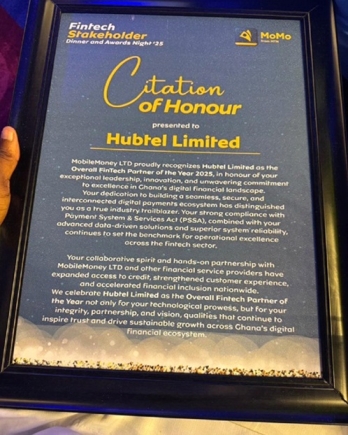 Fintech
Stakeholder
Dinner and Awards Night '25
MoMo
Citation
of Honour
presented to
Hubtel Limited
MobileMoney LTD proudly recognizes Hubtel Limited as the
Overall FinTech Partner of the Year 2025, in honour of your
exceptional leadership, innovation, and unwavering commitment
to excellence in Ghana's digital financial landscape.
Your dedication to building a seamless, secure, and
interconnected digital payments ecosystem has distinguished
you as a true industry trailblazer. Your strong compliance with
Payment System & Services Act (PSSA), combined with your
advanced data-driven solutions and superior system reliability,
continues to set the benchmark for operational excellence
across the fintech sector.
Your collaborative spirit and hands-on partnership with
MobileMoney LTD and other financial service providers have
expanded access to credit, strengthened customer experience,
and accelerated financial inclusion nationwide.
We celebrate Hubtel Limited as the Overall Fintech Partner of
the Year not only for your technological prowess, but for your
integrity, partnership, and vision, qualities that continue to
inspire trust and drive sustainable growth across Ghana's digital
financial ecosystem.